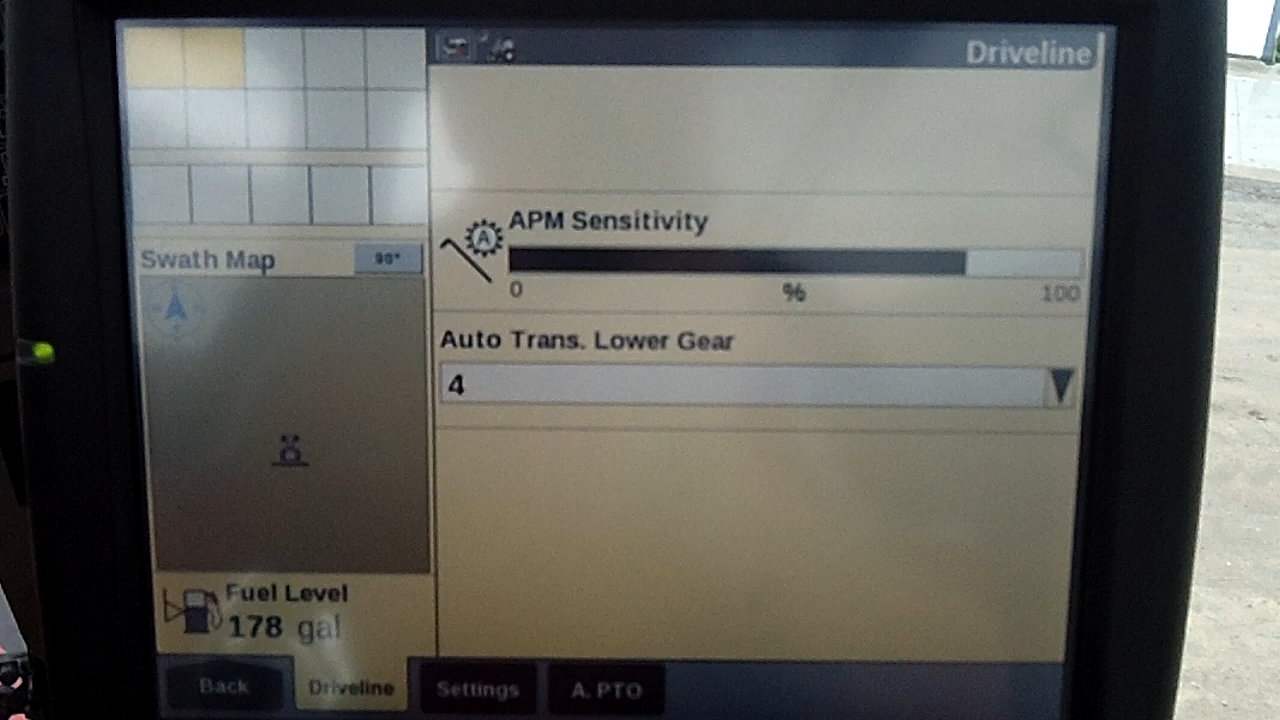 Driveline
APM Sensitivity
A
0 % 100
Swath Map 90°
Auto Trans. Lower Gear
4
Fuel Level
178 gal
Back Driveline Settings A. PTO